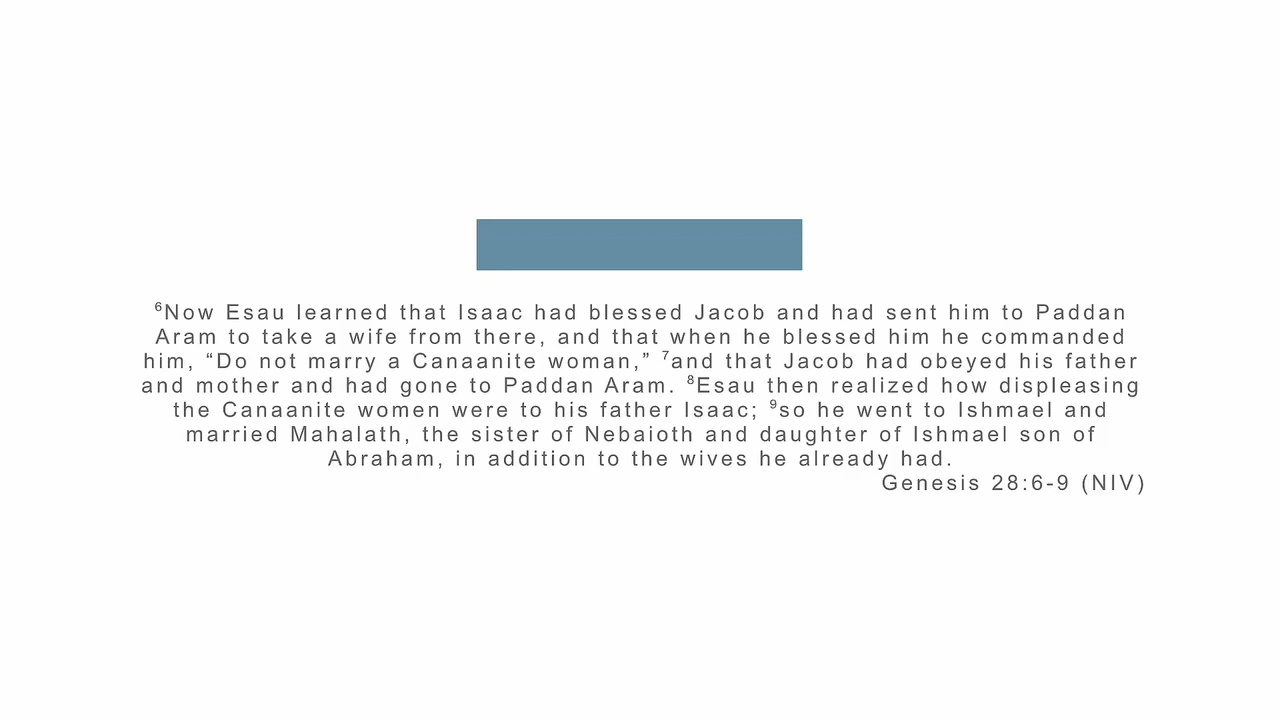 ⁶Now Esau learned that Isaac had blessed Jacob and had sent him to Paddan
Aram to take a wife from there, and that when he blessed him he commanded
him, “Do not marry a Canaanite woman,” ⁷and that Jacob had obeyed his father
and mother and had gone to Paddan Aram. ⁸Esau then realized how displeasing
the Canaanite women were to his father Isaac; ⁹so he went to Ishmael and
married Mahalath, the sister of Nebaioth and daughter of Ishmael son of
Abraham, in addition to the wives he already had.
Genesis 28:6-9 (NIV)